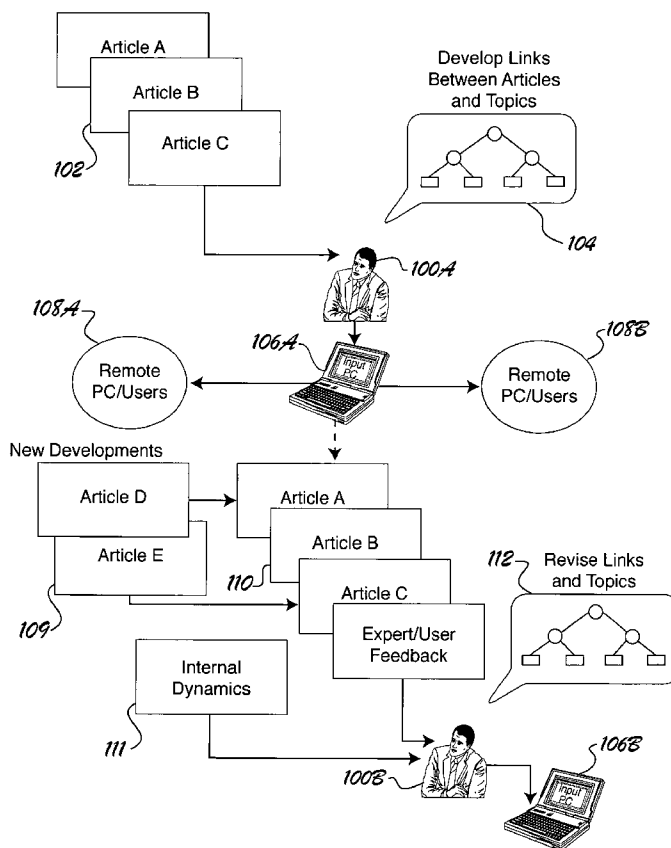 Article A
Article B
Article C
102
Develop Links
Between Articles
and Topics
104
100A
108A
106A
108B
Input
PC
Remote
PC/Users
Remote
PC/Users
New Developments
Article D
Article E
109
Article A
Article B
110
Article C
Expert/User
Feedback
112
Revise Links
and Topics
Internal
Dynamics
111
100B
106B
Input
PC